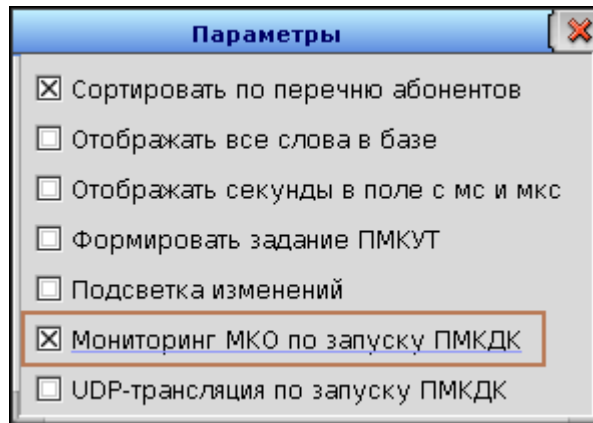 Параметры
Сортировать по перечню абонентов
Отображать все слова в базе
Отображать секунды в поле с мс и мкс
Формировать задание ПМКУТ
Подсветка изменений
Мониторинг МКО по запуску ПМКДК
UDP-трансляция по запуску ПМКДК